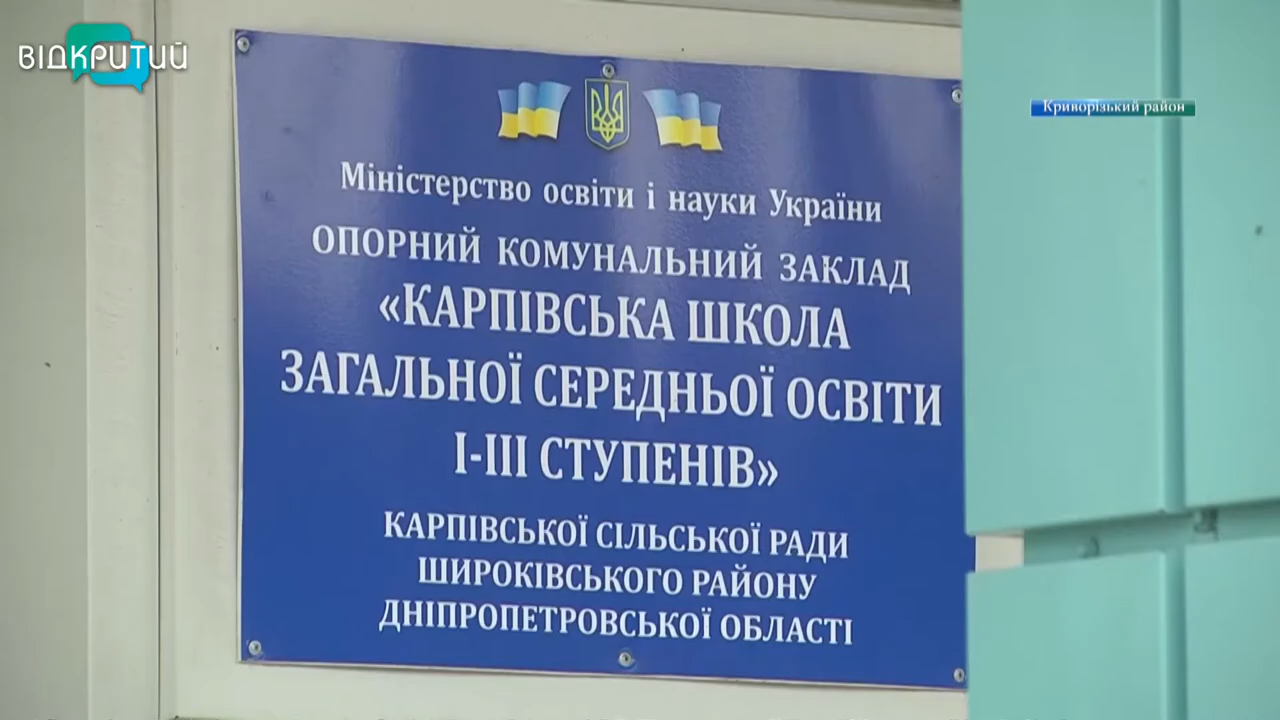 ВІДКРИТИЙ
Криворізький район
Міністерство освіти і науки України
ОПОРНИЙ КОМУНАЛЬНИЙ ЗАКЛАД
«КАРПІВСЬКА ШКОЛА
ЗАГАЛЬНОЇ СЕРЕДНЬОЇ ОСВІТИ
І-ІІІ СТУПЕНІВ»
КАРПІВСЬКОЇ СІЛЬСЬКОЇ РАДИ
ШИРОКІВСЬКОГО РАЙОНУ
ДНІПРОПЕТРОВСЬКОЇ ОБЛАСТІ